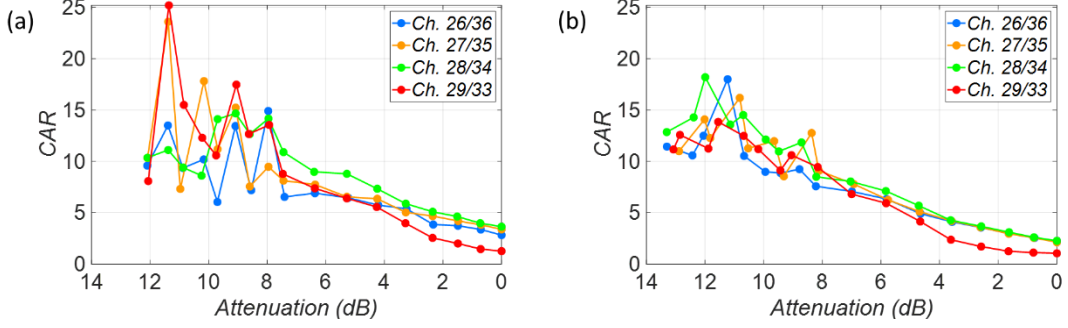 (a)
25
20
15
10
5
0
CAR
14 12 10 8 6 4 2 0
Attenuation (dB)
Ch. 26/36
Ch. 27/35
Ch. 28/34
Ch. 29/33
(b)
25
20
15
10
5
0
CAR
14 12 10 8 6 4 2 0
Attenuation (dB)
Ch. 26/36
Ch. 27/35
Ch. 28/34
Ch. 29/33